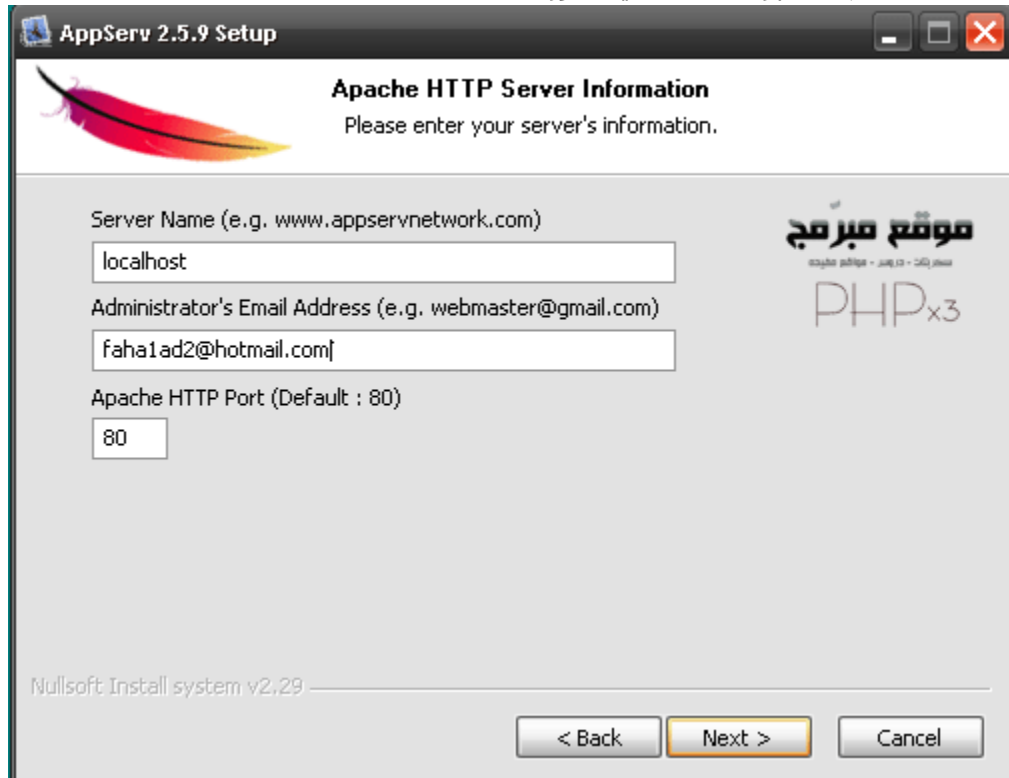 AppServ 2.5.9 Setup
Apache HTTP Server Information
Please enter your server's information.
Server Name (e.g. www.appservnetwork.com)
localhost
Administrator's Email Address (e.g. webmaster@gmail.com)
faha1ad2@hotmail.com
Apache HTTP Port (Default : 80)
80
موقع مبرّمج
PHPx3
Nullsoft Install system v2.29
< Back
Next >
Cancel